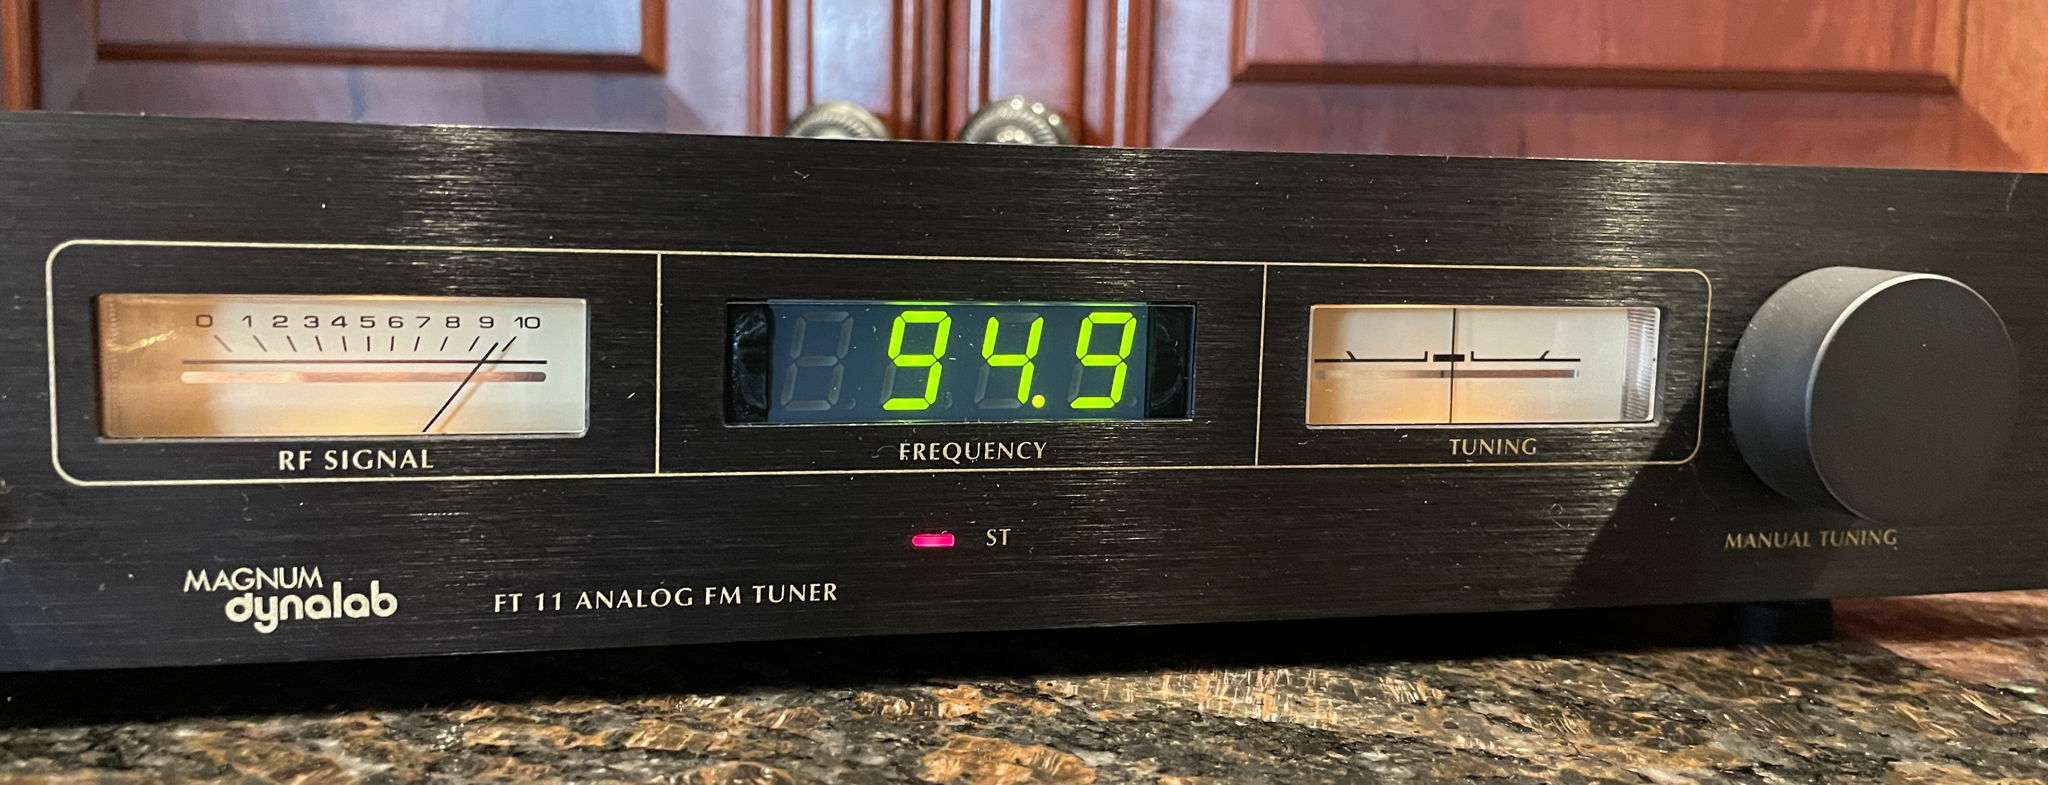 0 1 2 3 4 5 6 7 8 9 10
RF SIGNAL
94.9
FREQUENCY
TUNING
ST
MANUAL TUNING
MAGNUM
dynalab
FT 11 ANALOG FM TUNER